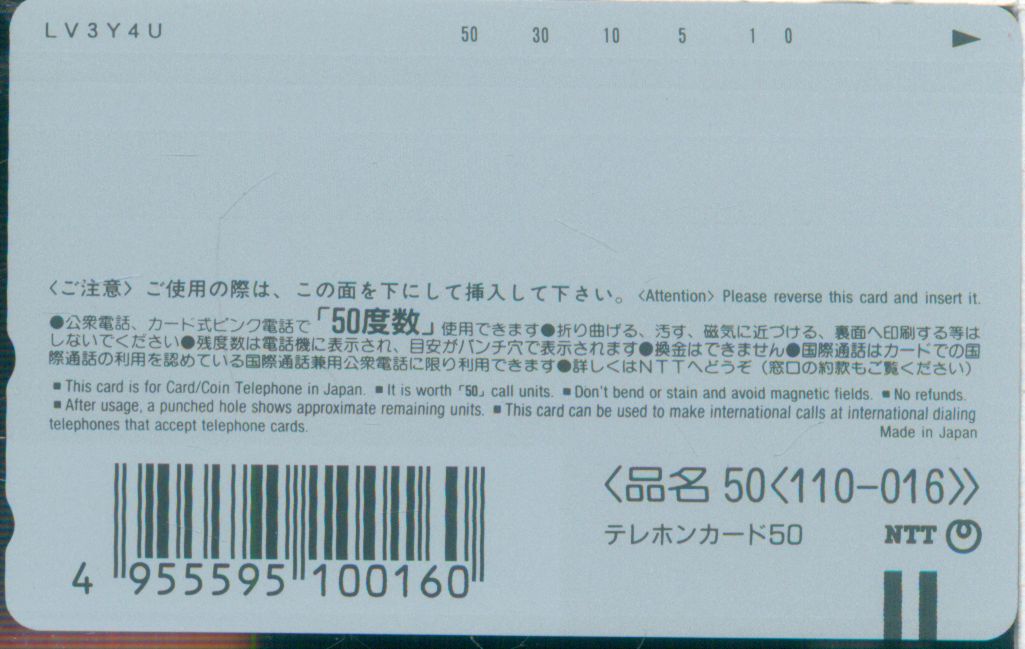 LV3Y4U 50 30 10 5 1 0
〈ご注意〉ご使用の際は、この面を下にして挿入して下さい。〈Attention〉Please reverse this card and insert it.
●公衆電話、カード式ピンク電話で「50度数」使用できます●折り曲げる、汚す、磁気に近づける、裏面へ印刷する等は
しないでください●残度数は電話機に表示され、目安がパンチ穴で表示されます●換金はできません●国際通話はカードでの国
際通話の利用を認めている国際通話兼用公衆電話に限り利用できます●詳しくはNTTへどうぞ（窓口の約款もご覧ください）
■This card is for Card/Coin Telephone in Japan. ■It is worth「50」call units. ■Don't bend or stain and avoid magnetic fields. ■No refunds.
■After usage, a punched hole shows approximate remaining units. ■This card can be used to make international calls at international dialing
telephones that accept telephone cards.
Made in Japan
〈品名 50〈110-016〉〉
テレホンカード50
NTT
4 955595 100160